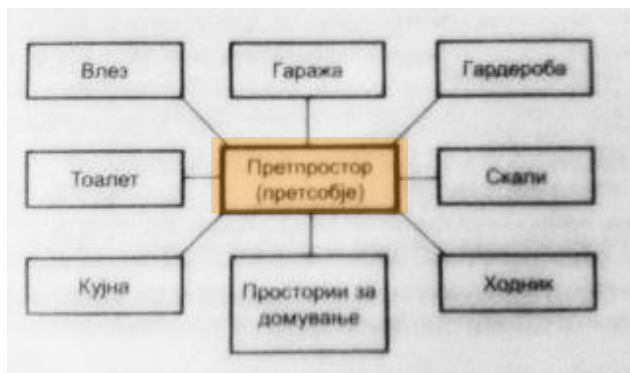 Влез
Гаража
Гардероба
Тоалет
Претпростор
(претсобје)
Скали
Кујна
Простории за
домување
Ходник